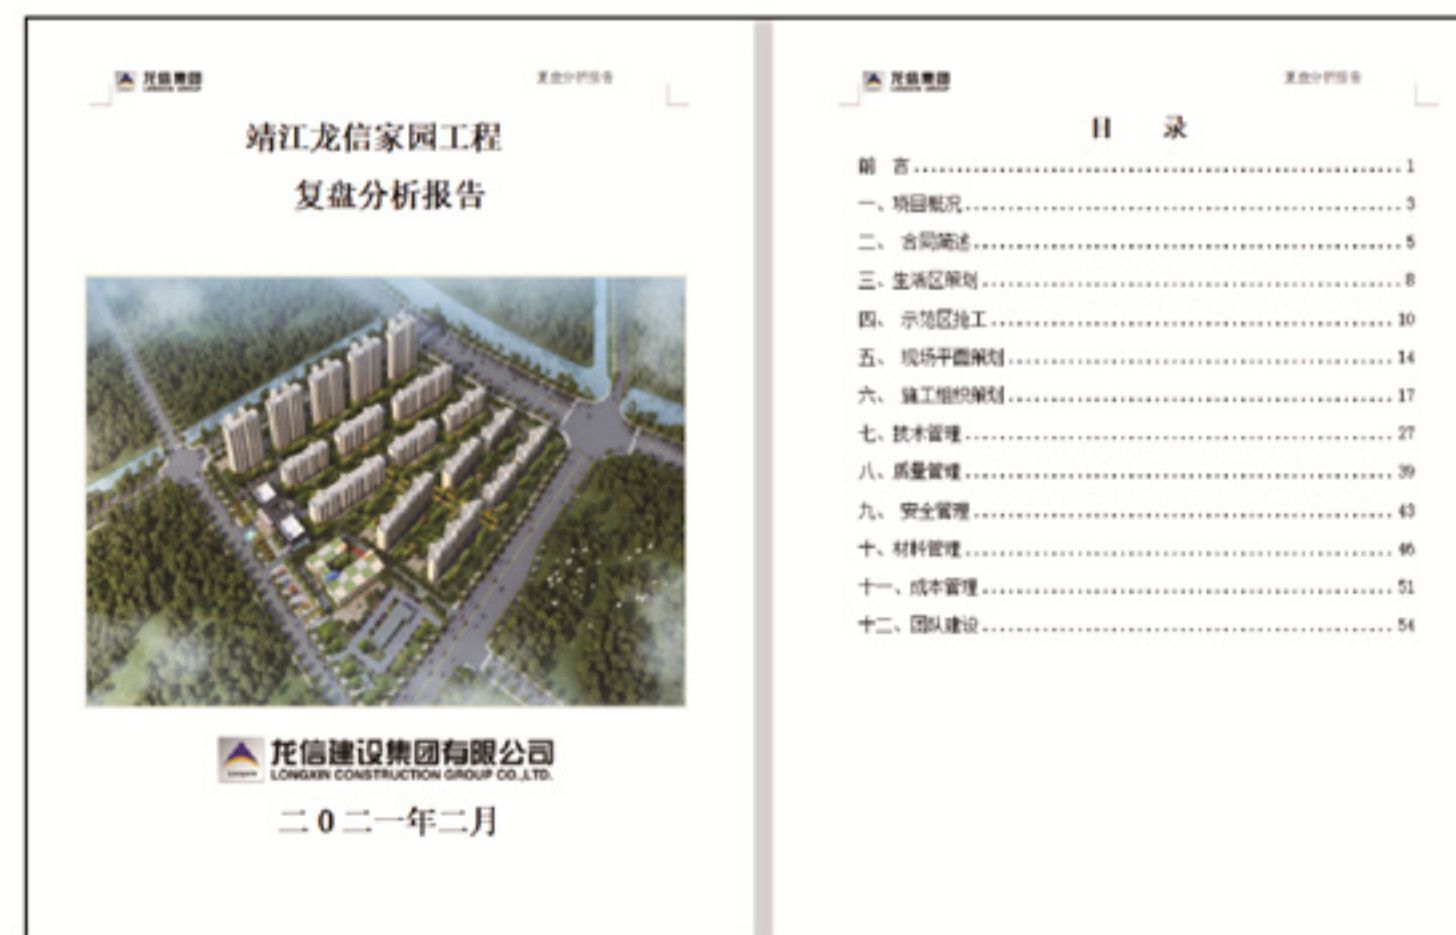 龙信集团
LONGXIN GROUP
复盘分析报告
靖江龙信家园工程
复盘分析报告
龙信建设集团有限公司
LONGXIN CONSTRUCTION GROUP CO.,LTD.
二0二一年二月
龙信集团
LONGXIN GROUP
复盘分析报告
目 录
前 言 1
一、项目概况 3
二、 合同简述 5
三、生活区策划 8
四、 示范区抢工 10
五、 现场平面策划 14
六、 施工组织策划 17
七、技术管理 27
八、质量管理 39
九、 安全管理 43
十、材料管理 46
十一、成本管理 51
十二、团队建设 54